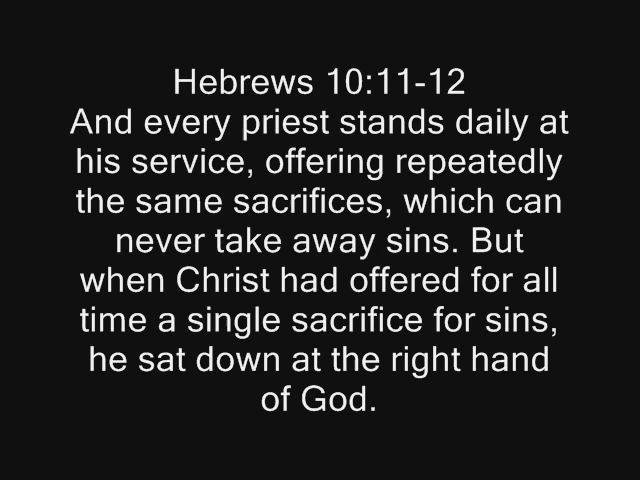 Hebrews 10:11-12
And every priest stands daily at
his service, offering repeatedly
the same sacrifices, which can
never take away sins. But
when Christ had offered for all
time a single sacrifice for sins,
he sat down at the right hand
of God.